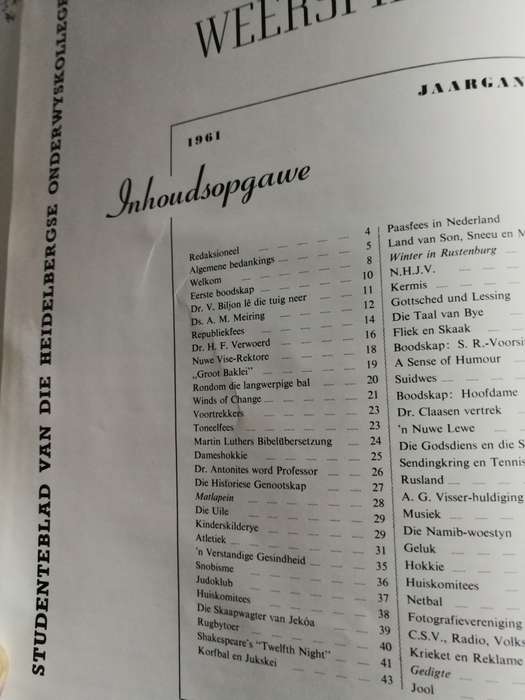 STUDENTEBLAD VAN DIE HEIDELBERGSE ONDERWYSKOLLEGE
JAARGAN
1961
Inhoudsopgawe
Redaksioneel 4
Algemene bedankings 5
Welkom 8
Eerste boodskap 10
Dr. V. Biljon lê die tuig neer 11
Ds. A. M. Meiring 12
Republiekfees 14
Dr. H. F. Verwoerd 16
Nuwe Vise-Rektore 18
„Groot Baklei” 19
Rondom die langwerpige bal 20
Winds of Change 21
Voortrekkers 23
Toneelfees 23
Martin Luthers Bibelübersetzung 24
Dameshokkie 25
Dr. Antonites word Professor 26
Die Historiese Genootskap 27
Matlapein 28
Die Uile 29
Kinderskilderye 29
Atletiek 31
'n Verstandige Gesindheid 35
Snobisme 36
Judoklub 37
Huiskomitees 38
Die Skaapwagter van Jekóa 39
Rugbytoer 40
Shakespeare's “Twelfth Night” 41
Korfbal en Jukskei 43
Paasfees in Nederland
Land van Son, Sneeu en M
Winter in Rustenburg
N.H.J.V.
Kermis
Gottsched und Lessing
Die Taal van Bye
Fliek en Skaak
Boodskap: S. R.-Voorsi
A Sense of Humour
Suidwes
Boodskap: Hoofdame
Dr. Claasen vertrek
'n Nuwe Lewe
Die Godsdiens en die S
Sendingkring en Tennis
Rusland
A. G. Visser-huldiging
Musiek
Die Namib-woestyn
Geluk
Hokkie
Huiskomitees
Netbal
Fotografievereniging
C.S.V., Radio, Volks
Krieket en Reklame
Gedigte
Jool